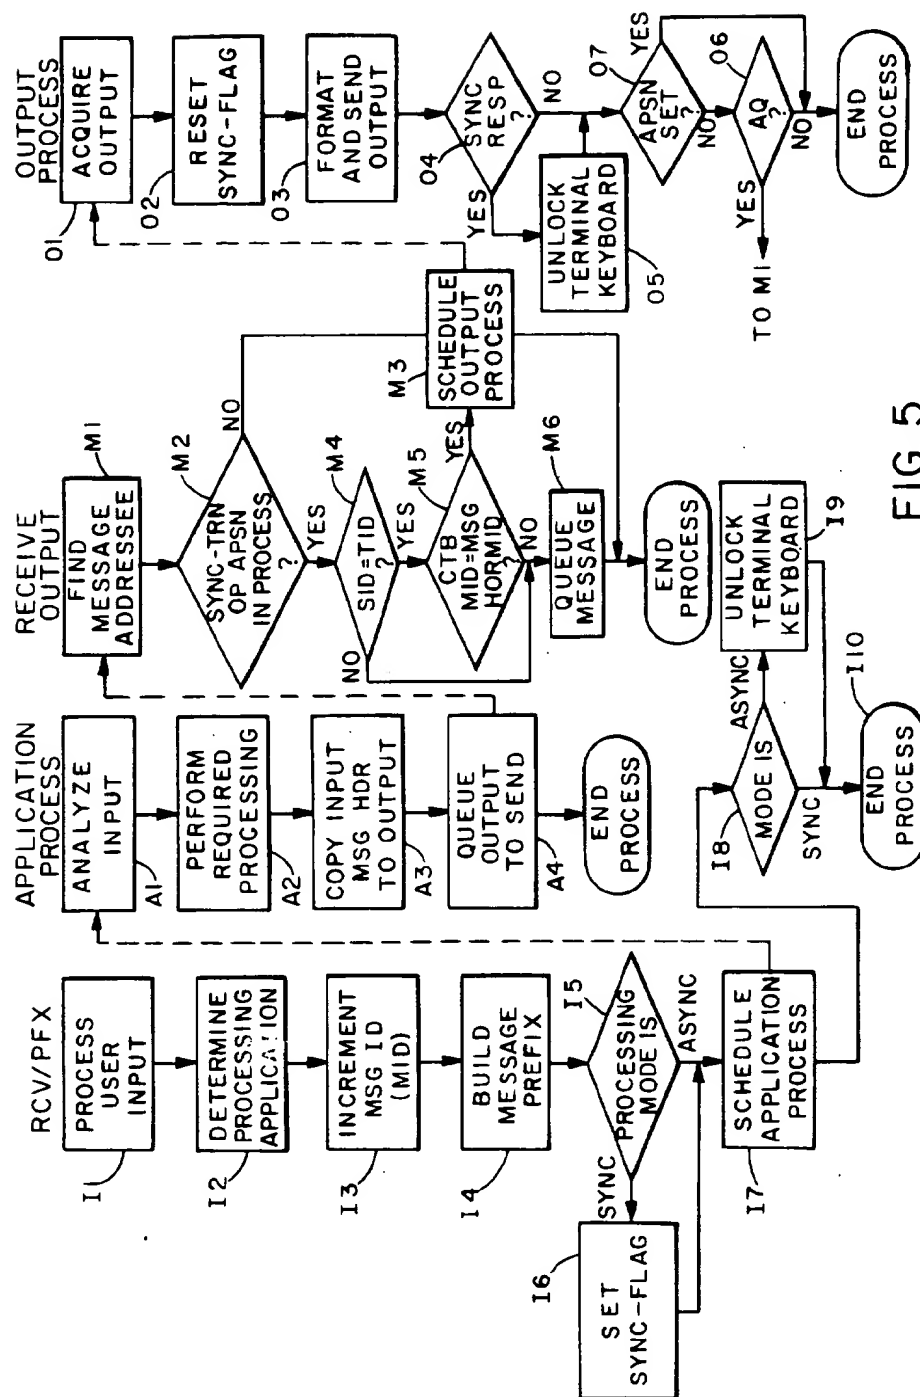 RCV/PFX
I1
PROCESS
USER
INPUT
I2
DETERMINE
PROCESSING
APPLICATION
I3
INCREMENT
MSG ID
(MID)
I4
BUILD
MESSAGE
PREFIX
I5
PROCESSING
MODE IS
SYNC
ASYNC
I6
SET
SYNC-FLAG
I7
SCHEDULE
APPLICATION
PROCESS
I8
MODE IS
ASYNC
SYNC
I9
UNLOCK
TERMINAL
KEYBOARD
I10
END
PROCESS
APPLICATION
PROCESS
ANALYZE
INPUT
A1
PERFORM
REQUIRED
PROCESSING
A2
COPY INPUT
MSG HDR
TO OUTPUT
A3
QUEUE
OUTPUT
TO SEND
A4
END
PROCESS
RECEIVE
OUTPUT
FIND
MESSAGE
ADDRESSEE
M1
M2
SYNC-TRN
OP APSN
IN PROCESS
?
NO
YES
M4
SID=TID
?
NO
YES
M5
CTB
MID=MSG
HORMID
?
YES
NO
M3
SCHEDULE
OUTPUT
PROCESS
M6
QUEUE
MESSAGE
END
PROCESS
OUTPUT
PROCESS
01
ACQUIRE
OUTPUT
02
RESET
SYNC-FLAG
03
FORMAT
AND SEND
OUTPUT
04
SYNC
RESP
?
YES
NO
UNLOCK
TERMINAL
KEYBOARD
05
07
APSN
SET
?
YES
NO
06
AQ
?
YES
NO
TO M1
END
PROCESS
FIG. 5